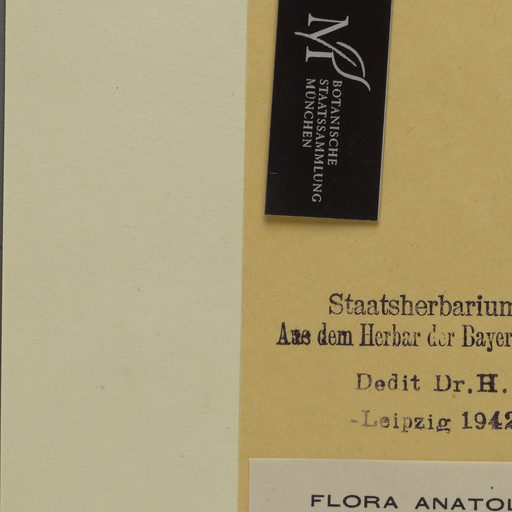 M
BOTANISCHE
STAATSSAMMLUNG
MÜNCHEN
Staatsherbarium
Aus dem Herbar der Bayer
Dedit Dr. H.
-Leipzig 1942
FLORA ANATOL